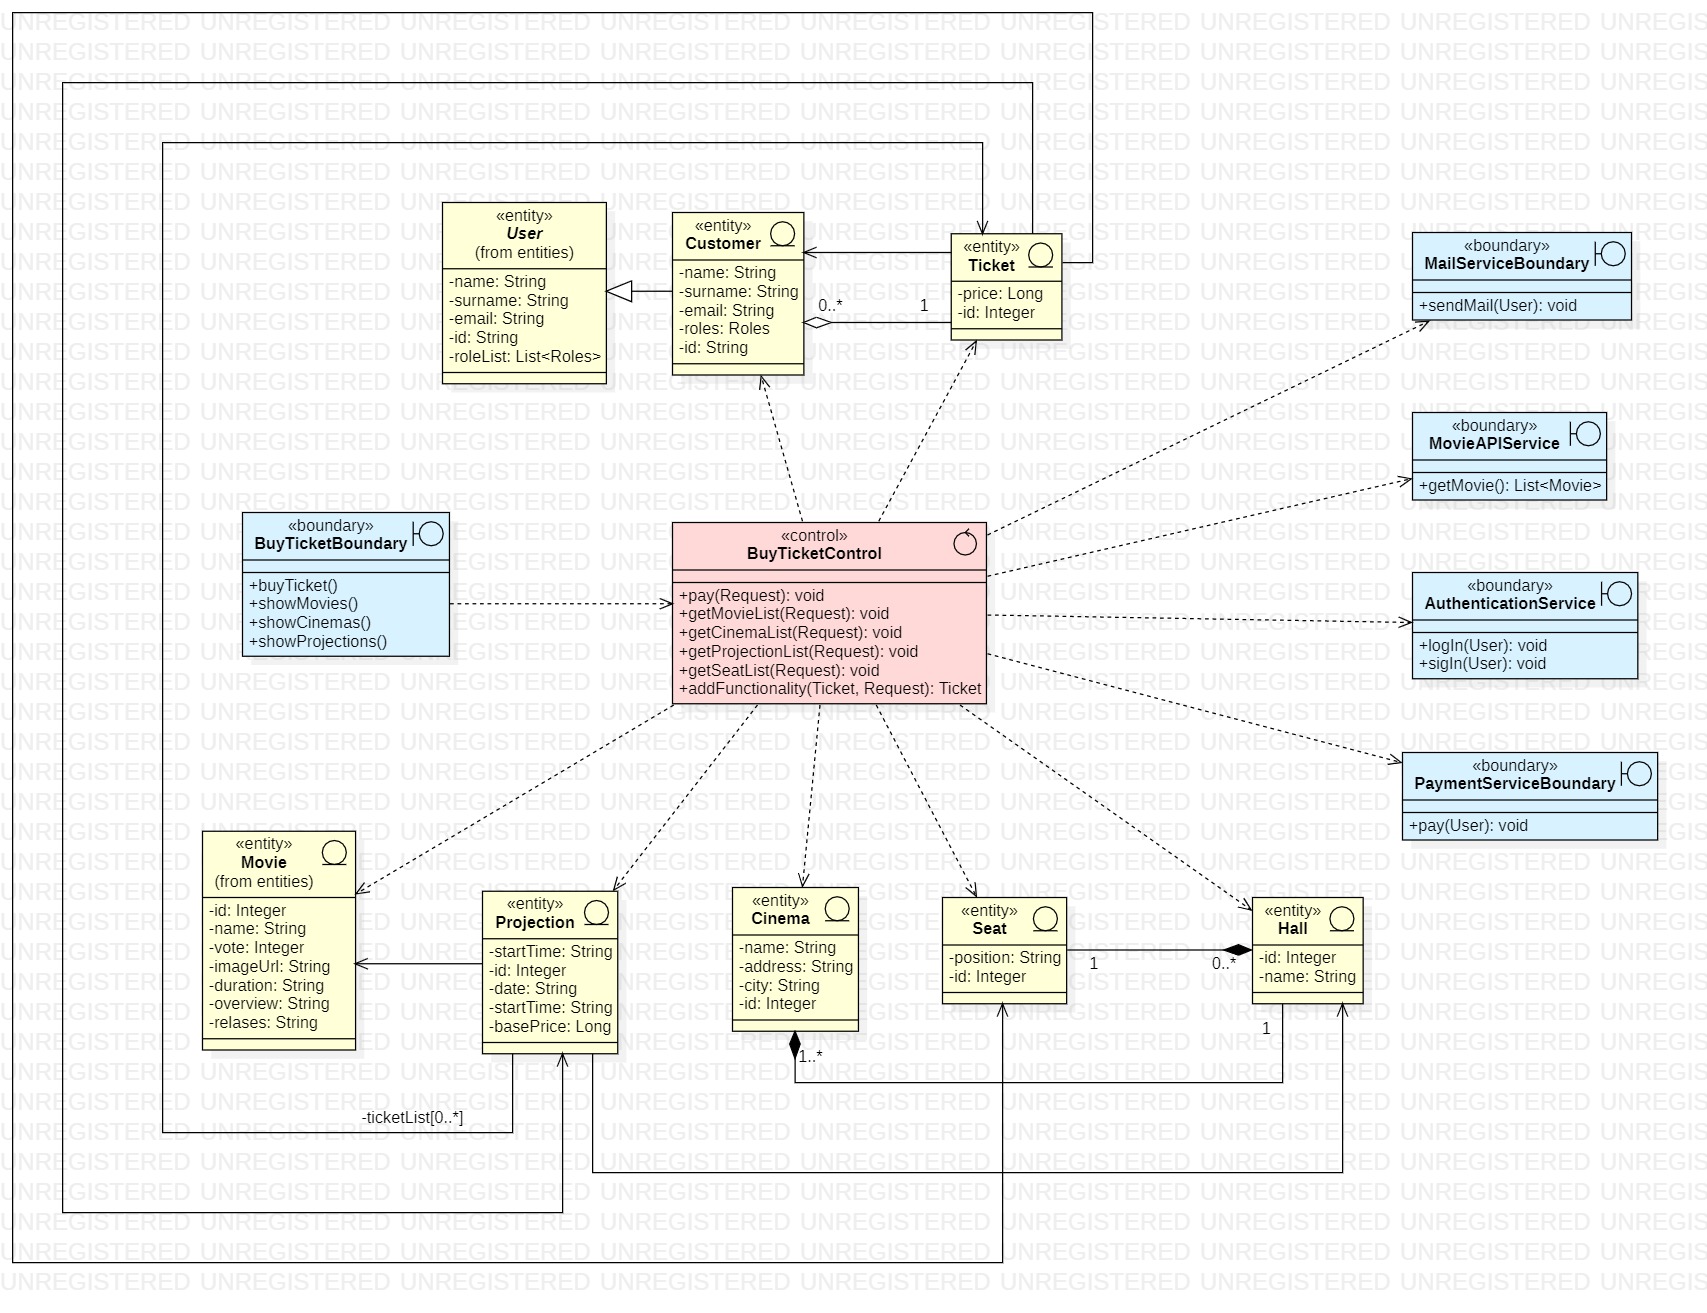 UNREGISTERED
«entity»
User
(from entities)
-name: String
-surname: String
-email: String
-id: String
-roleList: List<Roles>
«entity»
Customer
-name: String
-surname: String
-email: String
-roles: Roles
-id: String
0..*
1
«entity»
Ticket
-price: Long
-id: Integer
«boundary»
MailServiceBoundary
+sendMail(User): void
«boundary»
MovieAPIService
+getMovie(): List<Movie>
«boundary»
BuyTicketBoundary
+buyTicket()
+showMovies()
+showCinemas()
+showProjections()
«control»
BuyTicketControl
+pay(Request): void
+getMovieList(Request): void
+getCinemaList(Request): void
+getProjectionList(Request): void
+getSeatList(Request): void
+addFunctionality(Ticket, Request): Ticket
«boundary»
AuthenticationService
+logIn(User): void
+sigIn(User): void
«boundary»
PaymentServiceBoundary
+pay(User): void
«entity»
Movie
(from entities)
-id: Integer
-name: String
-vote: Integer
-imageUrl: String
-duration: String
-overview: String
-relases: String
«entity»
Projection
-startTime: String
-id: Integer
-date: String
-startTime: String
-basePrice: Long
«entity»
Cinema
-name: String
-address: String
-city: String
-id: Integer
1..*
«entity»
Seat
-position: String
-id: Integer
1
0..*
«entity»
Hall
-id: Integer
-name: String
1
-ticketList[0..*]